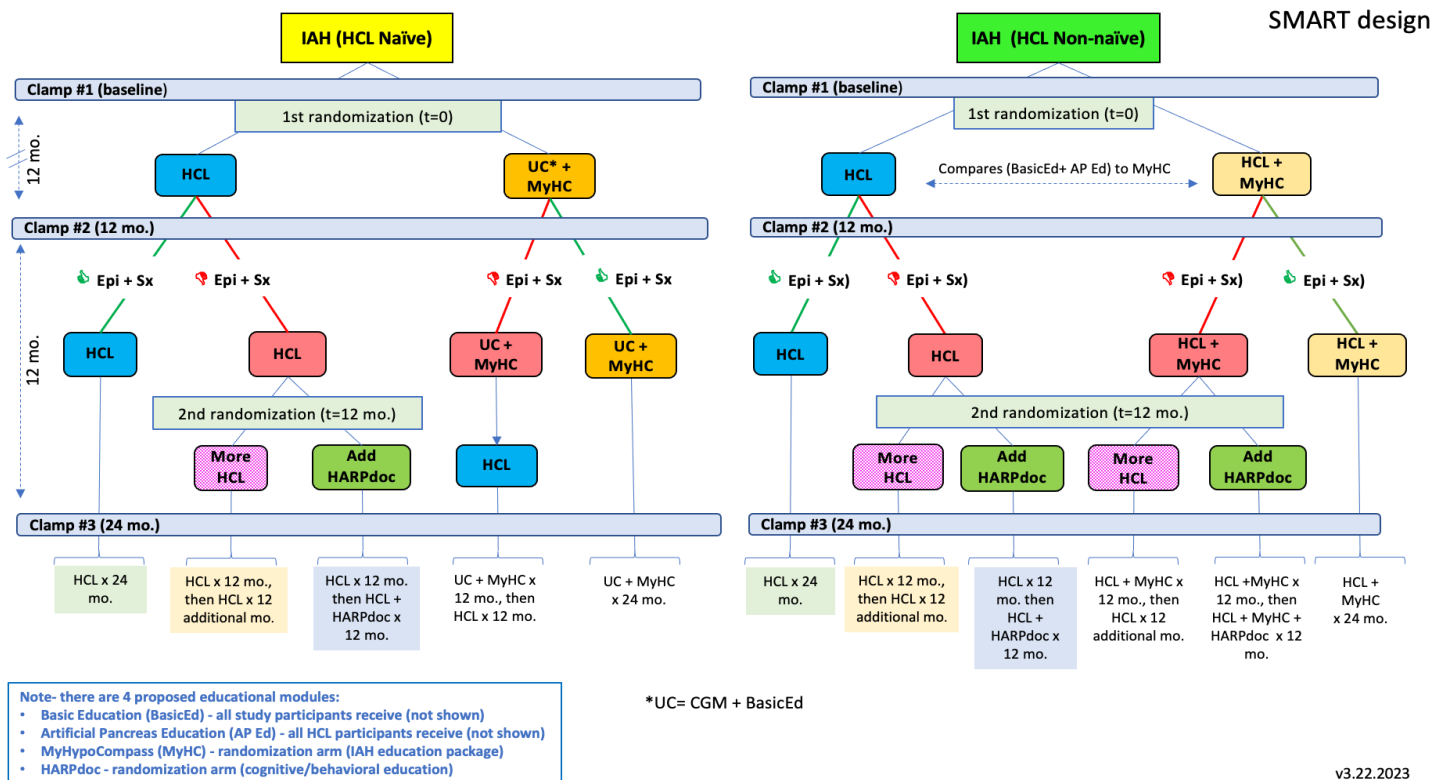 SMART design
IAH (HCL Naïve)
Clamp #1 (baseline)
1st randomization (t=0)
12 mo.
HCL
UC* +
MyHC
Clamp #2 (12 mo.)
Epi + Sx
Epi + Sx
Epi + Sx
Epi + Sx
12 mo.
HCL
HCL
UC +
MyHC
UC +
MyHC
2nd randomization (t=12 mo.)
More
HCL
Add
HARPdoc
HCL
Clamp #3 (24 mo.)
HCL x 24
mo.
HCL x 12 mo.,
then HCL x 12
additional mo.
HCL x 12 mo.
then HCL +
HARPdoc x
12 mo.
UC + MyHC x
12 mo., then
HCL x 12 mo.
UC + MyHC
x 24 mo.
IAH (HCL Non-naïve)
Clamp #1 (baseline)
1st randomization (t=0)
HCL
Compares (BasicEd+ AP Ed) to MyHC
HCL +
MyHC
Clamp #2 (12 mo.)
Epi + Sx)
Epi + Sx)
Epi + Sx)
Epi + Sx)
HCL
HCL
HCL +
MyHC
HCL +
MyHC
2nd randomization (t=12 mo.)
More
HCL
Add
HARPdoc
More
HCL
Add
HARPdoc
Clamp #3 (24 mo.)
HCL x 24
mo.
HCL x 12 mo.,
then HCL x 12
additional mo.
HCL x 12
mo. then
HCL +
HARPdoc x
12 mo.
HCL + MyHC x
12 mo., then
HCL x 12
additional mo.
HCL +MyHC x
12 mo., then
HCL + MyHC +
HARPdoc x 12
mo.
HCL +
MyHC
x 24 mo.
Note- there are 4 proposed educational modules:
• Basic Education (BasicEd) - all study participants receive (not shown)
• Artificial Pancreas Education (AP Ed) - all HCL participants receive (not shown)
• MyHypoCompass (MyHC) - randomization arm (IAH education package)
• HARPdoc - randomization arm (cognitive/behavioral education)
*UC= CGM + BasicEd
v3.22.2023